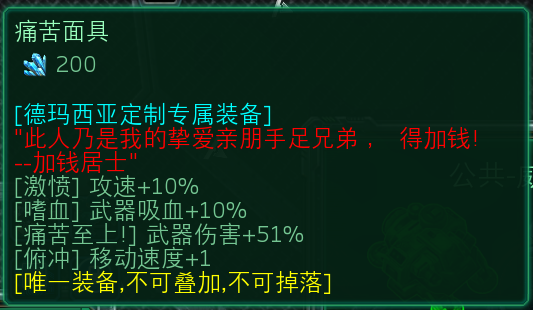 痛苦面具
200
[德玛西亚定制专属装备]
"此人乃是我的挚爱亲朋手足兄弟， 得加钱!
--加钱居士"
[激愤] 攻速+10%
[嗜血] 武器吸血+10%
[痛苦至上!] 武器伤害+51%
[俯冲] 移动速度+1
[唯一装备,不可叠加,不可掉落]
公共-